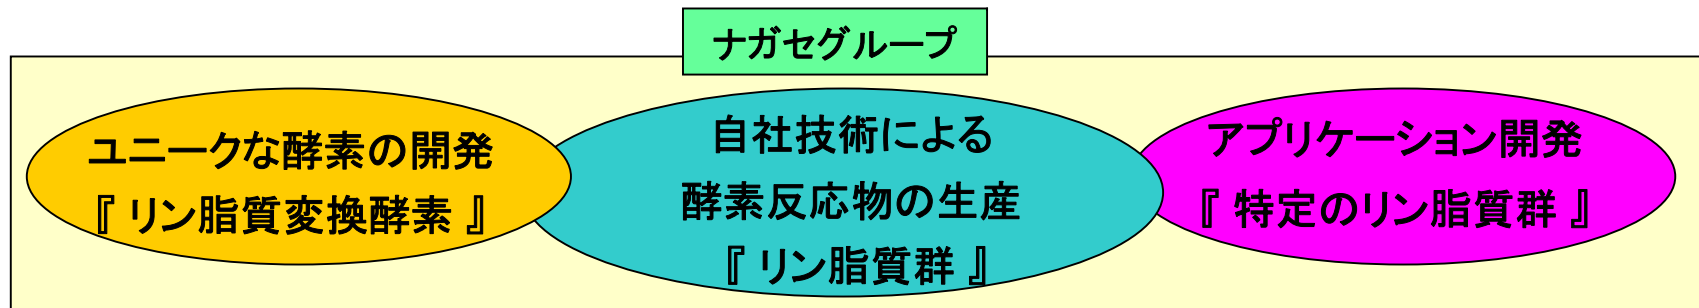 ナガセグループ
ユニークな酵素の開発
『 リン脂質変換酵素 』
自社技術による
酵素反応物の生産
『 リン脂質群 』
アプリケーション開発
『 特定のリン脂質群 』